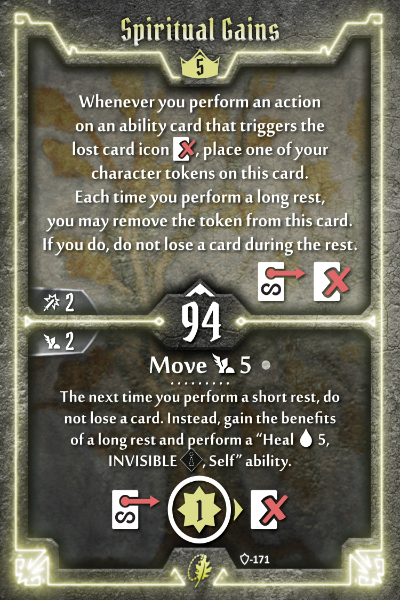 Spiritual Gains
5
Whenever you perform an action
on an ability card that triggers the
lost card icon , place one of your
character tokens on this card.
Each time you perform a long rest,
you may remove the token from this card.
If you do, do not lose a card during the rest.
2
94
2
Move 5
The next time you perform a short rest, do
not lose a card. Instead, gain the benefits
of a long rest and perform a “Heal 5,
INVISIBLE , Self” ability.
1
-171